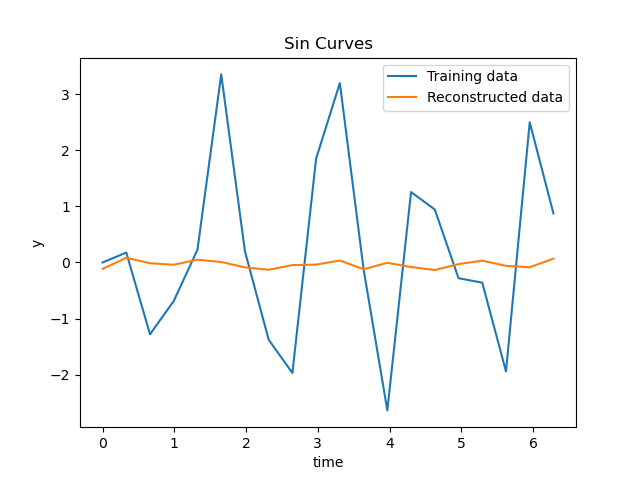 Sin Curves
Training data
Reconstructed data
3
2
1
0
−1
−2
y
0
1
2
3
4
5
6
time